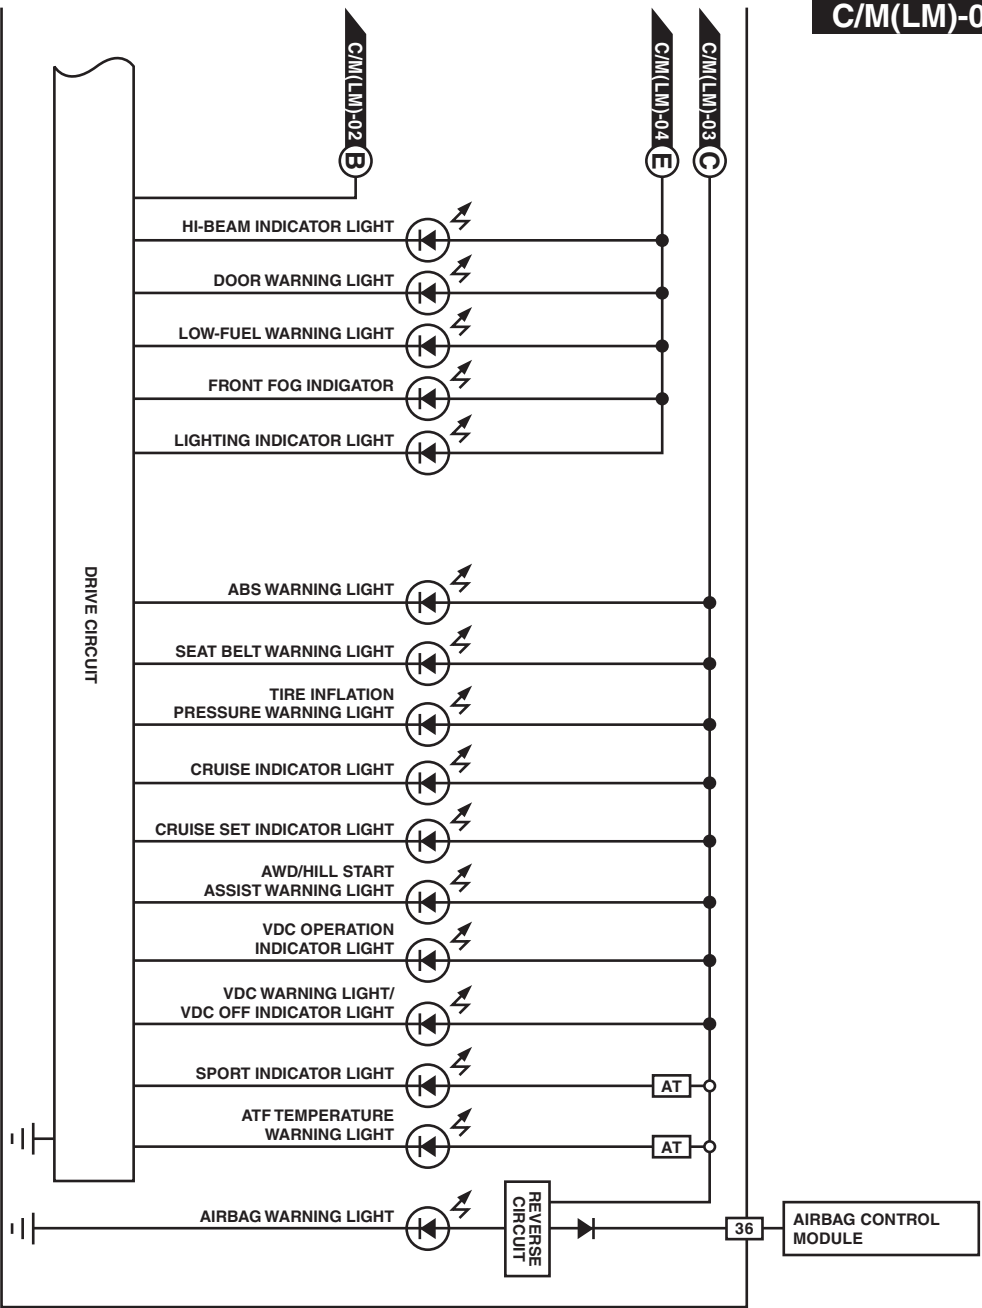 C/M(LM)-0
C/M(LM)-02
B
C/M(LM)-04
E
C/M(LM)-03
C
HI-BEAM INDICATOR LIGHT
DOOR WARNING LIGHT
LOW-FUEL WARNING LIGHT
FRONT FOG INDIGATOR
LIGHTING INDICATOR LIGHT
DRIVE CIRCUIT
ABS WARNING LIGHT
SEAT BELT WARNING LIGHT
TIRE INFLATION
PRESSURE WARNING LIGHT
CRUISE INDICATOR LIGHT
CRUISE SET INDICATOR LIGHT
AWD/HILL START
ASSIST WARNING LIGHT
VDC OPERATION
INDICATOR LIGHT
VDC WARNING LIGHT/
VDC OFF INDICATOR LIGHT
SPORT INDICATOR LIGHT
AT
ATF TEMPERATURE
WARNING LIGHT
AT
AIRBAG WARNING LIGHT
REVERSE
CIRCUIT
36
AIRBAG CONTROL
MODULE